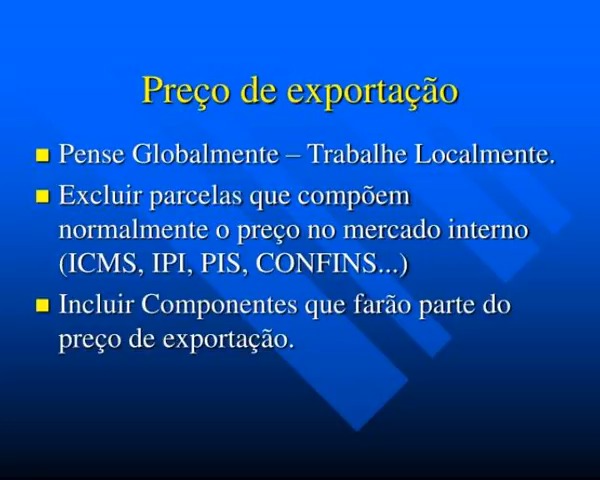 Preço de exportação
Pense Globalmente – Trabalhe Localmente.
Excluir parcelas que compõem
normalmente o preço no mercado interno
(ICMS, IPI, PIS, CONFINS...)
Incluir Componentes que farão parte do
preço de exportação.